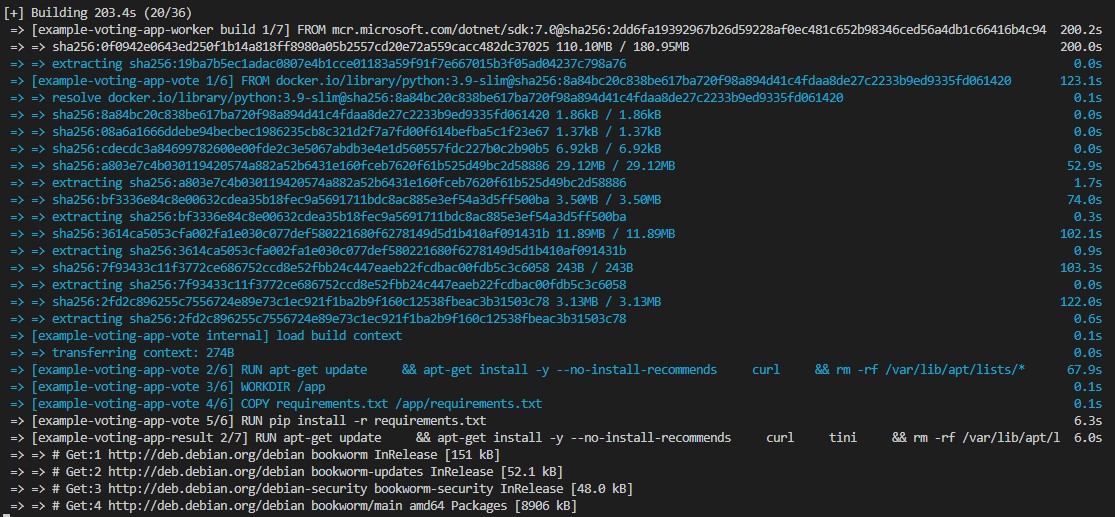 [+] Building 203.4s (20/36)
=> [example-voting-app-worker build 1/7] FROM mcr.microsoft.com/dotnet/sdk:7.0@sha256:2dd6fa19392967b26d59228af0ec481c652b98346ced56a4db1c66416b4c94 200.2s
=> => sha256:0f0942e0643ed250f1b14a818ff8980a05b2557cd20e72a559cacc482dc37025 110.10MB / 180.95MB 200.0s
=> => extracting sha256:19ba7b5ec1adac0807e4b1cce01183a59f91f7e667015b3f05ad04237c798a76 0.0s
=> [example-voting-app-vote 1/6] FROM docker.io/library/python:3.9-slim@sha256:8a84bc20c838be617ba720f98a894d41c4fdaa8de27c2233b9ed9335fd061420 123.1s
=> => resolve docker.io/library/python:3.9-slim@sha256:8a84bc20c838be617ba720f98a894d41c4fdaa8de27c2233b9ed9335fd061420 0.1s
=> => sha256:8a84bc20c838be617ba720f98a894d41c4fdaa8de27c2233b9ed9335fd061420 1.86kB / 1.86kB 0.0s
=> => sha256:08a6a1666ddebe94becbec1986235cb8c321d2f7a7fd00f614befba5c1f23e67 1.37kB / 1.37kB 0.0s
=> => sha256:cdecdc3a84699782600e00fde2c3e5067abdb3e4e1d560557fdc227b0c2b90b5 6.92kB / 6.92kB 0.0s
=> => sha256:a803e7c4b030119420574a882a52b6431e160fceb7620f61b525d49bc2d58886 29.12MB / 29.12MB 52.9s
=> => extracting sha256:a803e7c4b030119420574a882a52b6431e160fceb7620f61b525d49bc2d58886 1.7s
=> => sha256:bf3336e84c8e00632cdea35b18fec9a5691711bdc8ac885e3ef54a3d5ff500ba 3.50MB / 3.50MB 74.0s
=> => extracting sha256:bf3336e84c8e00632cdea35b18fec9a5691711bdc8ac885e3ef54a3d5ff500ba 0.3s
=> => sha256:3614ca5053cfa002fa1e030c077def580221680f6278149d5d1b410af091431b 11.89MB / 11.89MB 102.1s
=> => extracting sha256:3614ca5053cfa002fa1e030c077def580221680f6278149d5d1b410af091431b 0.9s
=> => sha256:7f93433c11f3772ce686752ccd8e52fbb24c447eaeb22fcdbac00fdb5c3c6058 243B / 243B 103.3s
=> => extracting sha256:7f93433c11f3772ce686752ccd8e52fbb24c447eaeb22fcdbac00fdb5c3c6058 0.0s
=> => sha256:2fd2c896255c7556724e89e73c1ec921f1ba2b9f160c12538fbeac3b31503c78 3.13MB / 3.13MB 122.0s
=> => extracting sha256:2fd2c896255c7556724e89e73c1ec921f1ba2b9f160c12538fbeac3b31503c78 0.6s
=> [example-voting-app-vote internal] load build context 0.1s
=> => transferring context: 274B 0.0s
=> [example-voting-app-vote 2/6] RUN apt-get update && apt-get install -y --no-install-recommends curl && rm -rf /var/lib/apt/lists/* 67.9s
=> [example-voting-app-vote 3/6] WORKDIR /app 0.1s
=> [example-voting-app-vote 4/6] COPY requirements.txt /app/requirements.txt 0.1s
=> [example-voting-app-vote 5/6] RUN pip install -r requirements.txt 6.3s
=> [example-voting-app-result 2/7] RUN apt-get update && apt-get install -y --no-install-recommends curl tini && rm -rf /var/lib/apt/l 6.0s
=> => # Get:1 http://deb.debian.org/debian bookworm InRelease [151 kB]
=> => # Get:2 http://deb.debian.org/debian bookworm-updates InRelease [52.1 kB]
=> => # Get:3 http://deb.debian.org/debian-security bookworm-security InRelease [48.0 kB]
=> => # Get:4 http://deb.debian.org/debian bookworm/main amd64 Packages [8906 kB]